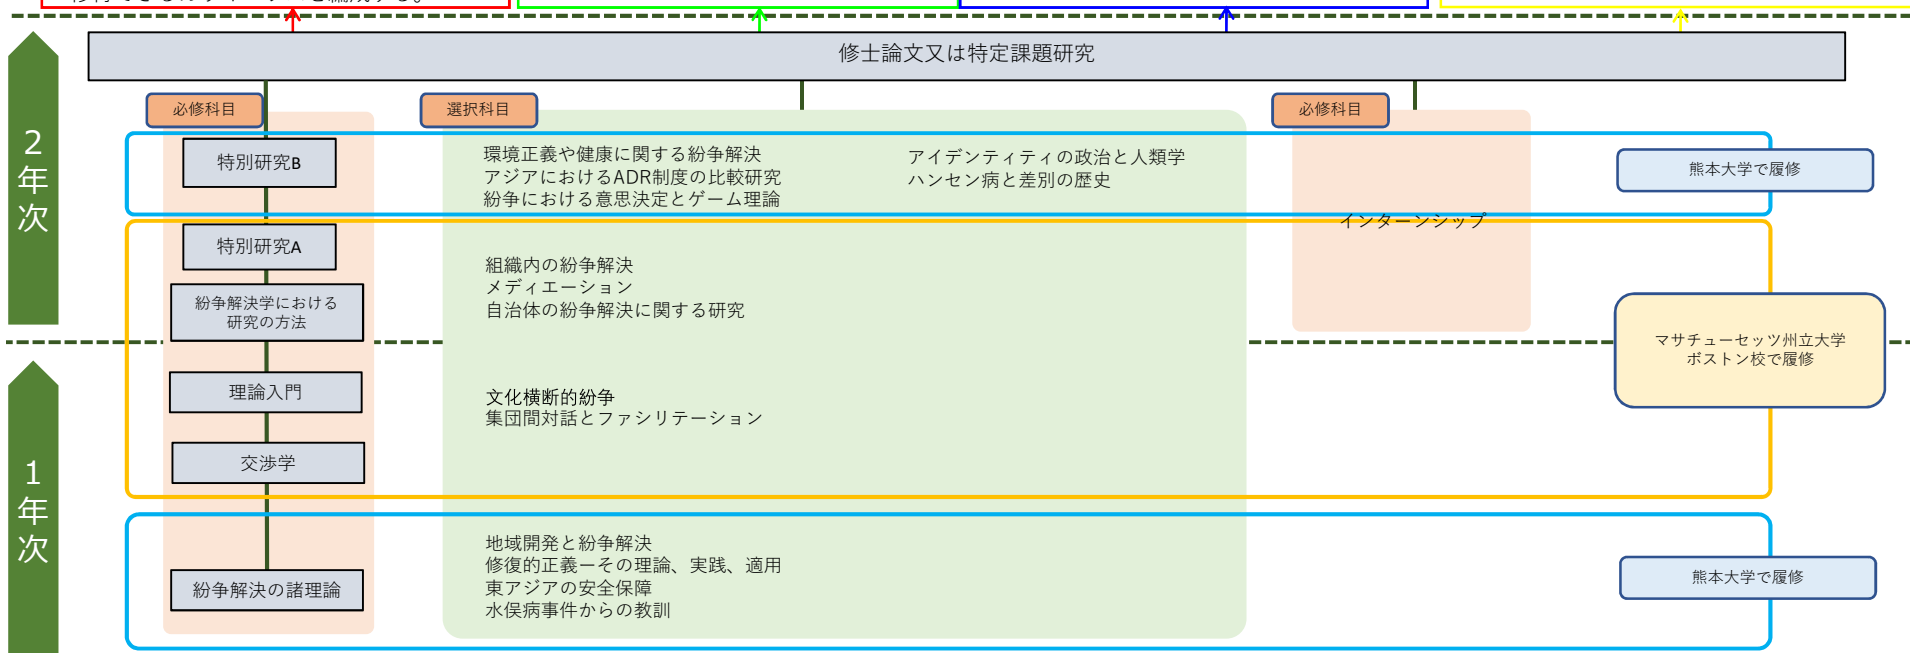 修士論文又は特定課題研究
必修科目
選択科目
必修科目
2年次
特別研究B
環境正義や健康に関する紛争解決
アジアにおけるADR制度の比較研究
紛争における意思決定とゲーム理論
アイデンティティの政治と人類学
ハンセン病と差別の歴史
熊本大学で履修
インターンシップ
特別研究A
組織内の紛争解決
メディエーション
自治体の紛争解決に関する研究
紛争解決学における
研究の方法
マサチューセッツ州立大学
ボストン校で履修
1年次
理論入門
文化横断的紛争
集団間対話とファシリテーション
交渉学
地域開発と紛争解決
修復的正義ーその理論、実践、適用
東アジアの安全保障
水俣病事件からの教訓
紛争解決の諸理論
熊本大学で履修